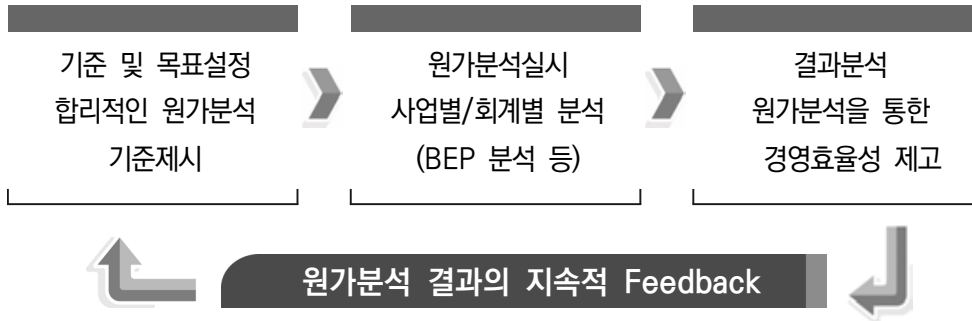 기준 및 목표설정
합리적인 원가분석
기준제시
원가분석실시
사업별/회계별 분석
(BEP 분석 등)
결과분석
원가분석을 통한
경영효율성 제고
원가분석 결과의 지속적 Feedback